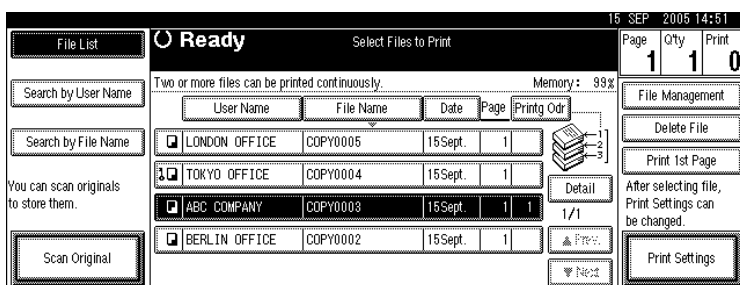 15 SEP 2005 14:51
File List
Ready
Select Files to Print
Page
Q'ty
Print
1
1
0
Two or more files can be printed continuously.
Memory: 99%
Search by User Name
User Name
File Name
Date
Page
Printg Odr
File Management
Search by File Name
LONDON OFFICE COPY0005 15Sept. 1
1
2
3
Delete File
TOKYO OFFICE COPY0004 15Sept. 1
Print 1st Page
You can scan originals
to store them.
Detail
ABC COMPANY COPY0003 15Sept. 1 1
1/1
After selecting file,
Print Settings can
be changed.
BERLIN OFFICE COPY0002 15Sept. 1
▲ Prev.
▼ Next
Scan Original
Print Settings